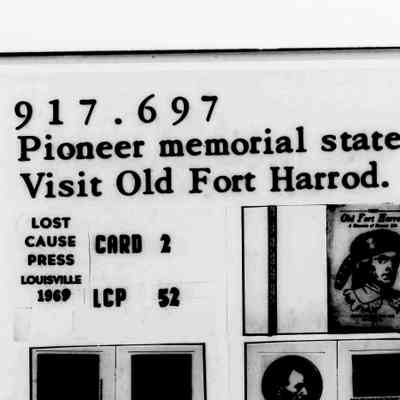 917.697
Pioneer memorial state
Visit Old Fort Harrod.
LOST
CAUSE
PRESS
LOUISVILLE
1969
CARD 2
LCP 52
Old Fort Harro